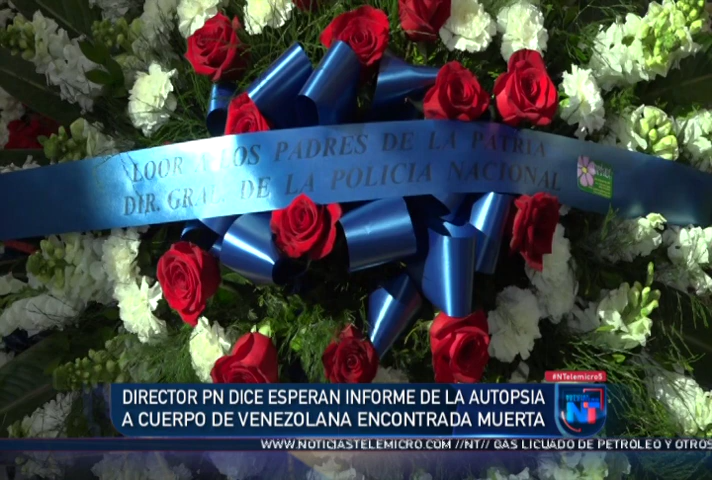 LOOR A LOS PADRES DE LA PATRIA
DIR. GRAL. DE LA POLICIA NACIONAL
#NTelemicro5
DIRECTOR PN DICE ESPERAN INFORME DE LA AUTOPSIA
A CUERPO DE VENEZOLANA ENCONTRADA MUERTA
NT
WWW.NOTICIASTELEMICRO.COM //NT// GAS LICUADO DE PETROLEO Y OTROS